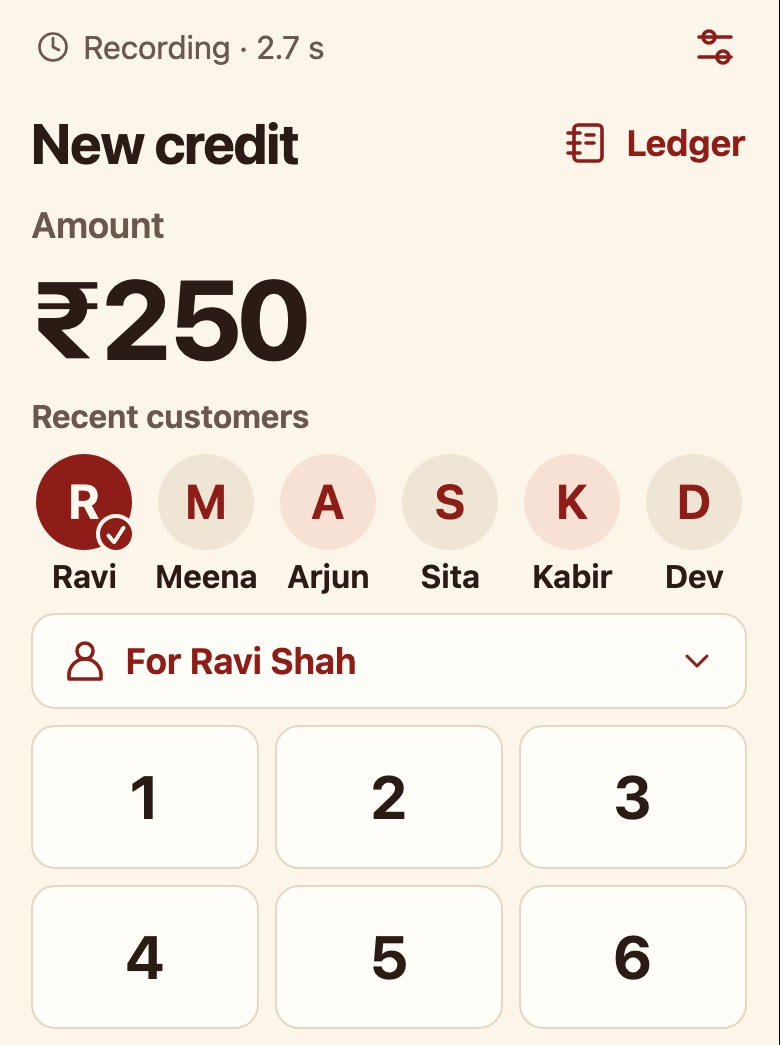 Recording · 2.7 s
New credit
Ledger
Amount
₹250
Recent customers
R M A S K D
Ravi Meena Arjun Sita Kabir Dev
For Ravi Shah
1 2 3
4 5 6